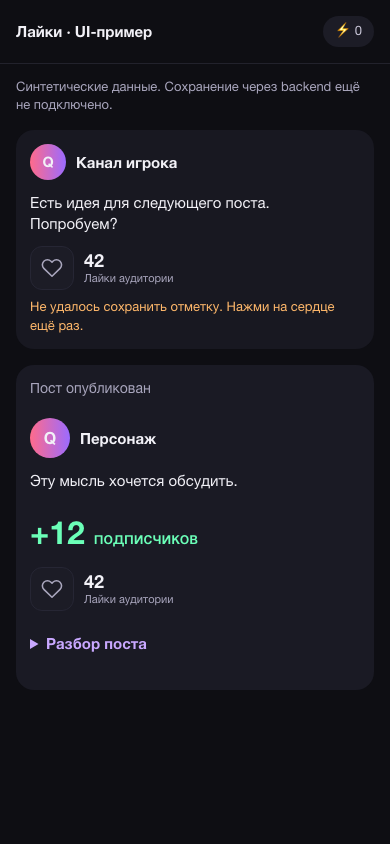 Лайки · UI-пример
⚡ 0
Синтетические данные. Сохранение через backend ещё
не подключено.
Q
Канал игрока
Есть идея для следующего поста.
Попробуем?
42
Лайки аудитории
Не удалось сохранить отметку. Нажми на сердце
ещё раз.
Пост опубликован
Q
Персонаж
Эту мысль хочется обсудить.
+12 подписчиков
42
Лайки аудитории
Разбор поста